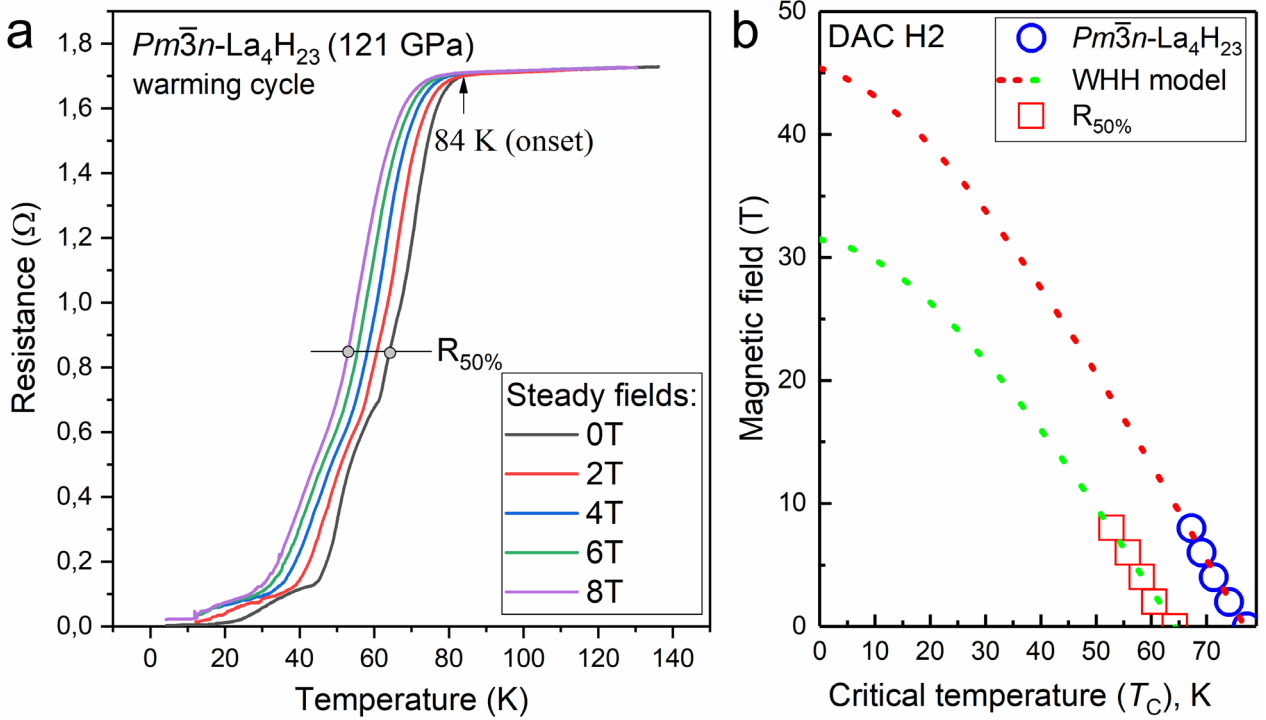 a
Pm3̅n-La₄H₂₃ (121 GPa)
warming cycle
84 K (onset)
R₅₀%
Steady fields:
0T
2T
4T
6T
8T
1,8
1,6
1,4
1,2
1,0
0,8
0,6
0,4
0,2
0,0
0 20 40 60 80 100 120 140
Resistance (Ω)
Temperature (K)
b
DAC H2
Pm3̅n-La₄H₂₃
WHH model
R₅₀%
50
40
30
20
10
0
0 10 20 30 40 50 60 70
Magnetic field (T)
Critical temperature (T_C), K